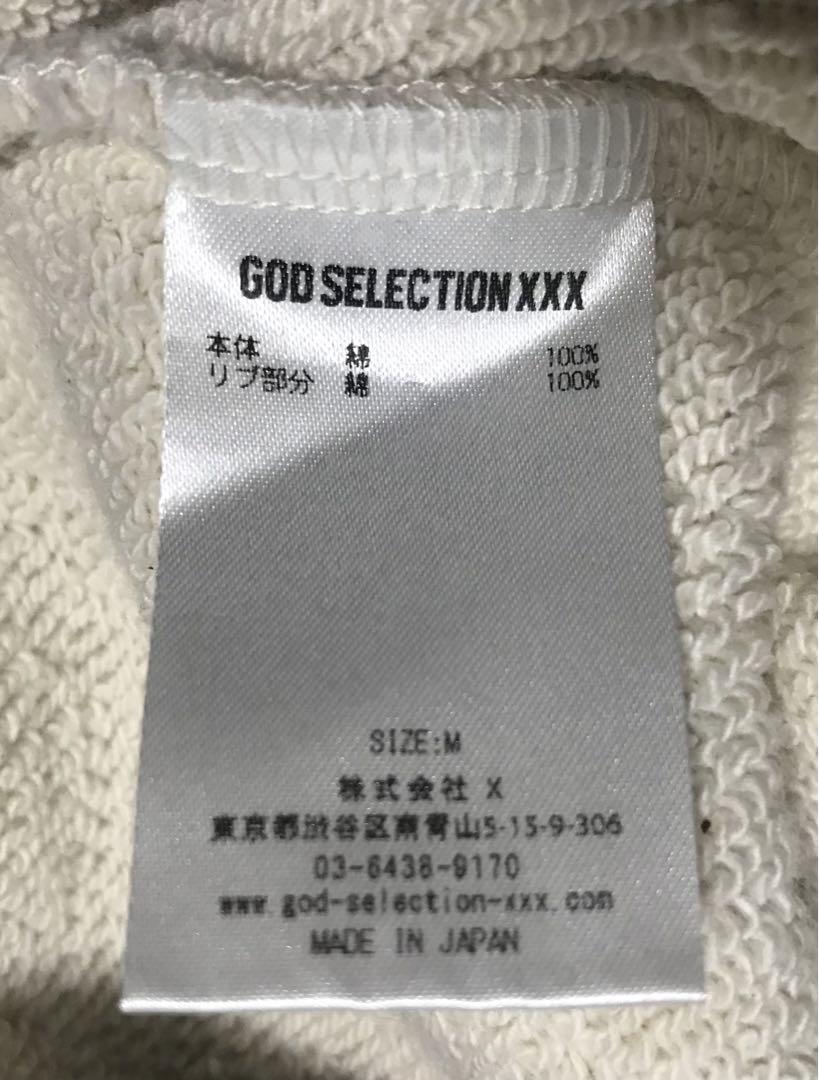 GOD SELECTION XXX
本体 綿 100%
リブ部分 綿 100%
SIZE:M
株式会社 X
東京都渋谷区南青山5-15-9-306
03-6438-9170
www.god-selection-xxx.com
MADE IN JAPAN